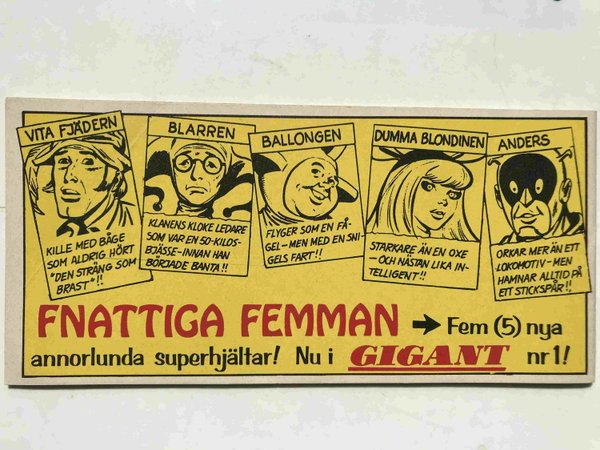 VITA FJÄDERN
KILLE MED BÅGE
SOM ALDRIG HÖRT
"DEN STRÄNG SOM
BRAST"!!
BLARREN
KLANENS KLOKE LEDARE
SOM VAR EN 50-KILOS-
BJÄSSE-INNAN HAN
BÖRJADE BANTA!!
BALLONGEN
FLYGER SOM EN FÅ-
GEL-MEN MED EN SNI-
GELS FART!!
DUMMA BLONDINEN
STARKARE ÄN EN OXE
-OCH NÄSTAN LIKA IN-
TELLIGENT!!
ANDERS
ORKAR MER ÄN ETT
LOKOMOTIV-MEN
HAMNAR ALLTID PÅ
ETT STICKSPÅR!!
FNATTIGA FEMMAN → Fem (5) nya
annorlunda superhjältar! Nu i GIGANT nr 1!